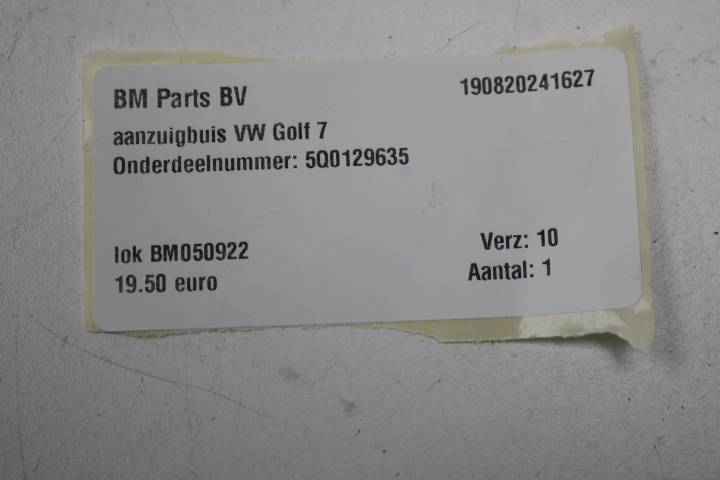 BM Parts BV 190820241627
aanzuigbuis VW Golf 7
Onderdeelnummer: 5Q0129635
lok BM050922 Verz: 10
19.50 euro Aantal: 1